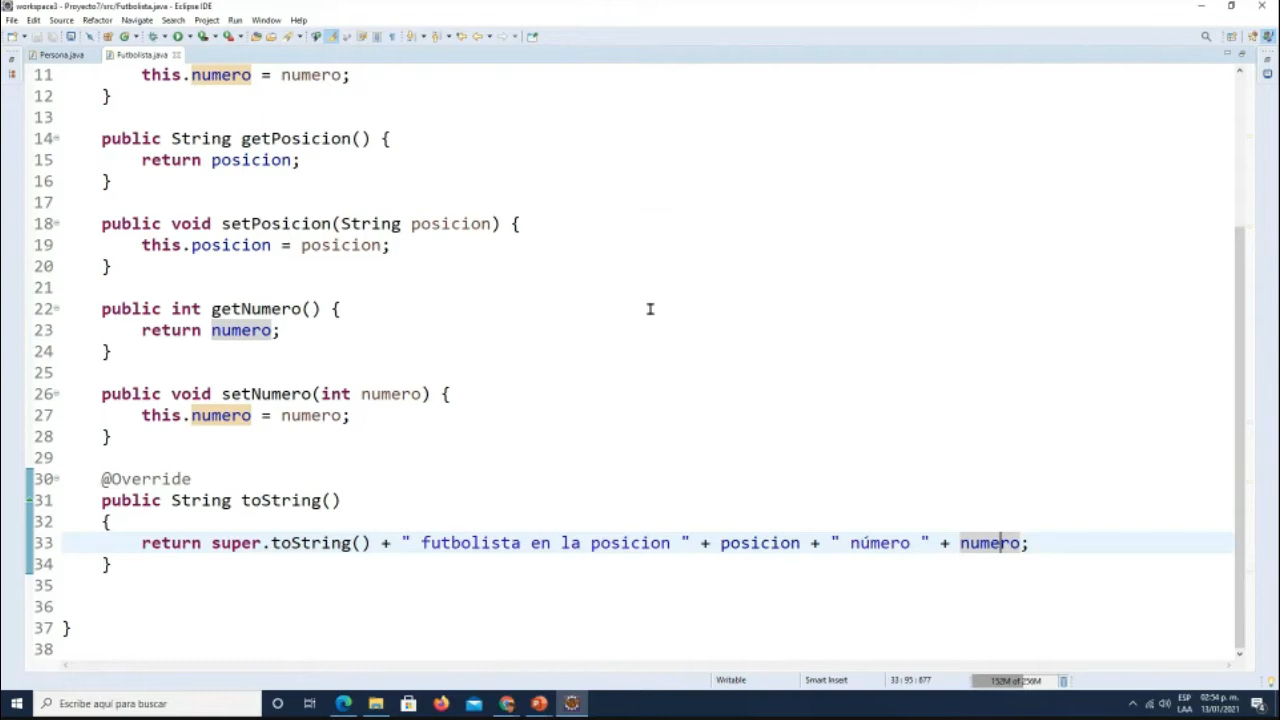 workspace3 - Proyecto7/src/Futbolista.java - Eclipse IDE
File Edit Source Refactor Navigate Search Project Run Window Help
Persona.java Futbolista.java
11 this.numero = numero;
12 }
13
14 public String getPosicion() {
15 return posicion;
16 }
17
18 public void setPosicion(String posicion) {
19 this.posicion = posicion;
20 }
21
22 public int getNumero() {
23 return numero;
24 }
25
26 public void setNumero(int numero) {
27 this.numero = numero;
28 }
29
30 @Override
31 public String toString()
32 {
33 return super.toString() + " futbolista en la posicion " + posicion + " número " + numero;
34 }
35
36
37 }
38
Writable Smart Insert 33 : 95 : 877 152M of 256M
Escribe aquí para buscar
ESP 02:54 p. m.
LAA 13/01/2021